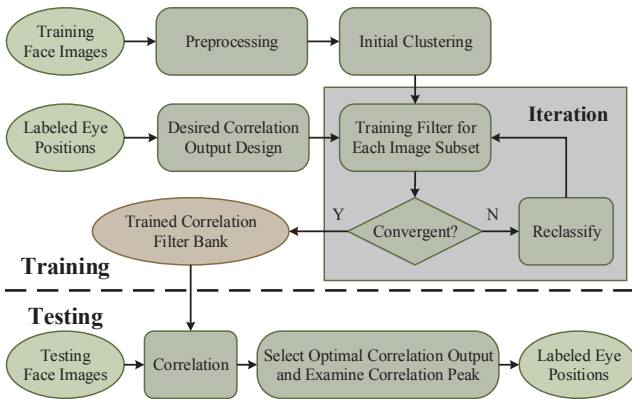 Training
Face Images
Preprocessing
Initial Clustering
Labeled Eye
Positions
Desired Correlation
Output Design
Training Filter for
Each Image Subset
Iteration
Trained Correlation
Filter Bank
Y
Convergent?
N
Reclassify
Training
Testing
Testing
Face Images
Correlation
Select Optimal Correlation Output
and Examine Correlation Peak
Labeled Eye
Positions